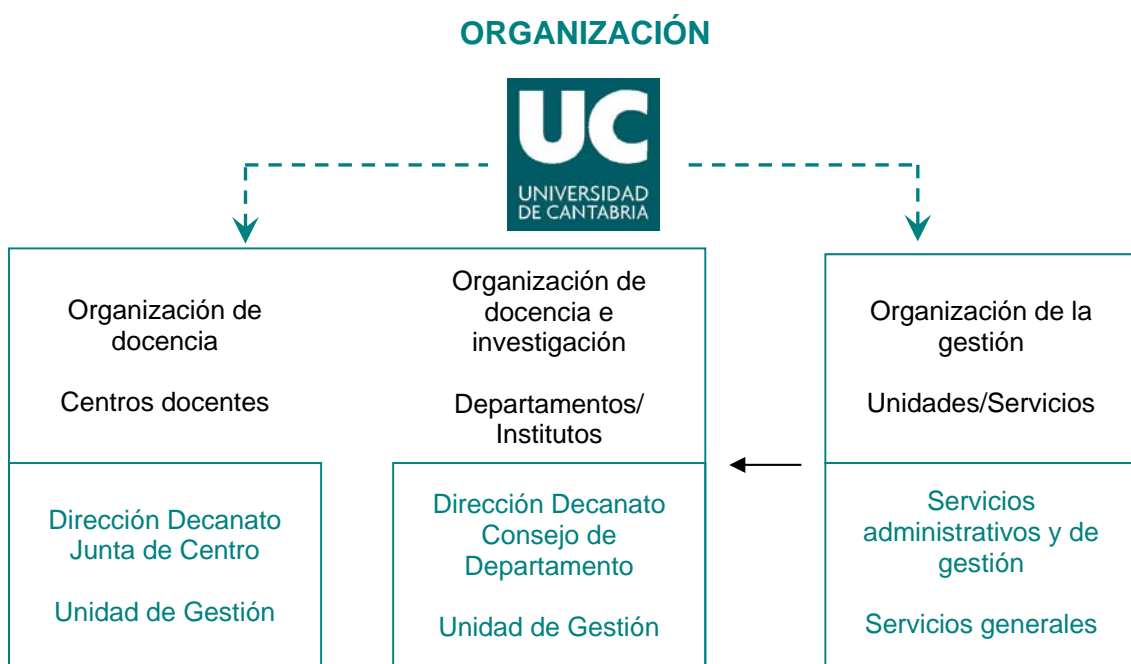 ORGANIZACIÓN
UC
UNIVERSIDAD
DE CANTABRIA
Organización de
docencia
Centros docentes
Organización de
docencia e
investigación
Departamentos/
Institutos
Organización de la
gestión
Unidades/Servicios
Dirección Decanato
Junta de Centro
Unidad de Gestión
Dirección Decanato
Consejo de
Departamento
Unidad de Gestión
Servicios
administrativos y de
gestión
Servicios generales